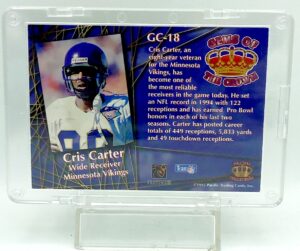 GC-18
Cris Carter, an
eight-year veteran
for the Minnesota
Vikings, has
become one
of the most reliable
receivers in the game today. He set
an NFL record in 1994 with 122
receptions and has earned Pro Bowl
honors in each of his last two
seasons. Carter has posted career
totals of 449 receptions, 5,833 yards
and 49 touchdown receptions.
THE CROWN
Cris Carter
Wide Receiver
Minnesota Vikings